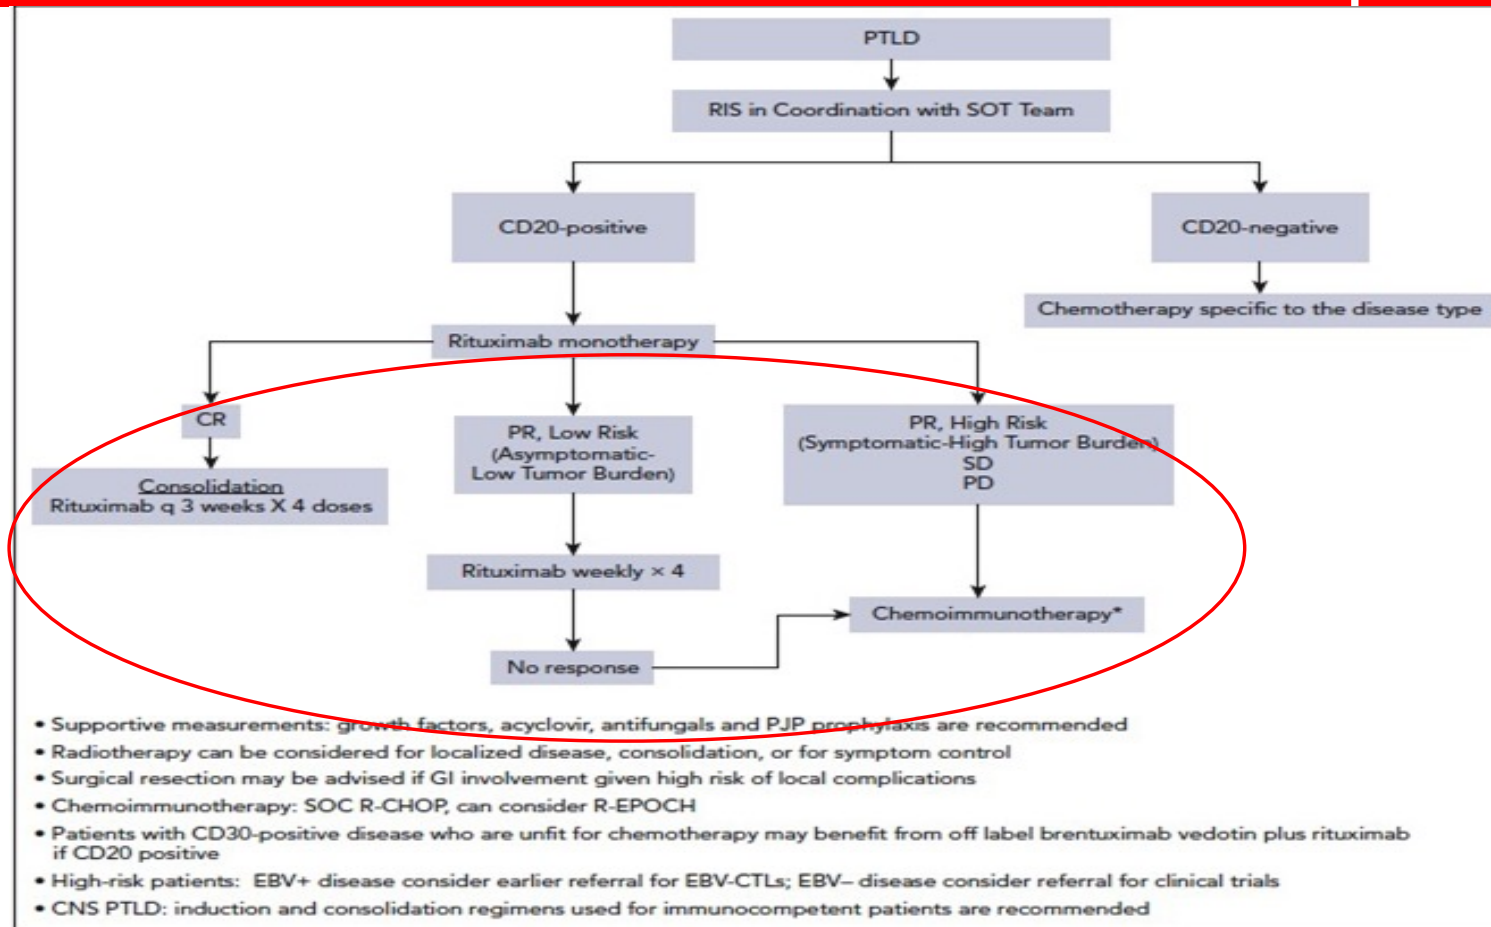 PTLD
RIS in Coordination with SOT Team
CD20-positive
CD20-negative
Chemotherapy specific to the disease type
Rituximab monotherapy
CR
PR, Low Risk
(Asymptomatic-
Low Tumor Burden)
PR, High Risk
(Symptomatic-High Tumor Burden)
SD
PD
Consolidation
Rituximab q 3 weeks X 4 doses
Rituximab weekly × 4
Chemoimmunotherapy*
No response
• Supportive measurements: growth factors, acyclovir, antifungals and PJP prophylaxis are recommended
• Radiotherapy can be considered for localized disease, consolidation, or for symptom control
• Surgical resection may be advised if GI involvement given high risk of local complications
• Chemoimmunotherapy: SOC R-CHOP, can consider R-EPOCH
• Patients with CD30-positive disease who are unfit for chemotherapy may benefit from off label brentuximab vedotin plus rituximab
if CD20 positive
• High-risk patients: EBV+ disease consider earlier referral for EBV-CTLs; EBV– disease consider referral for clinical trials
• CNS PTLD: induction and consolidation regimens used for immunocompetent patients are recommended